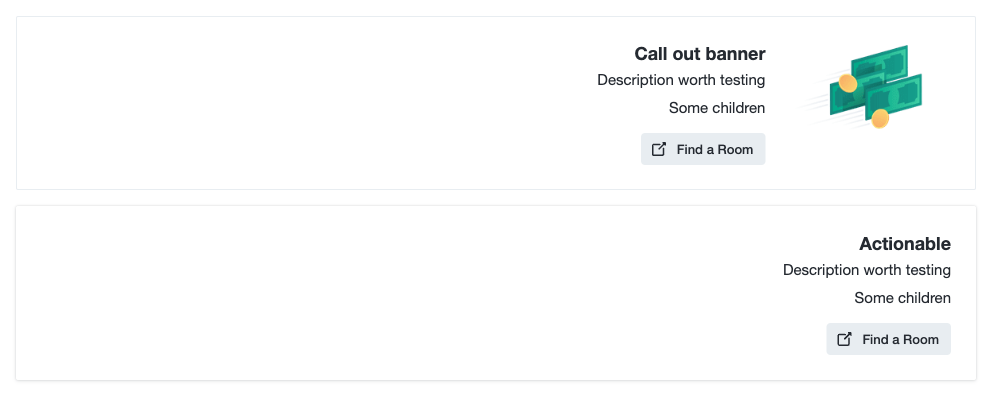 Call out banner
Description worth testing
Some children
Find a Room
Actionable
Description worth testing
Some children
Find a Room